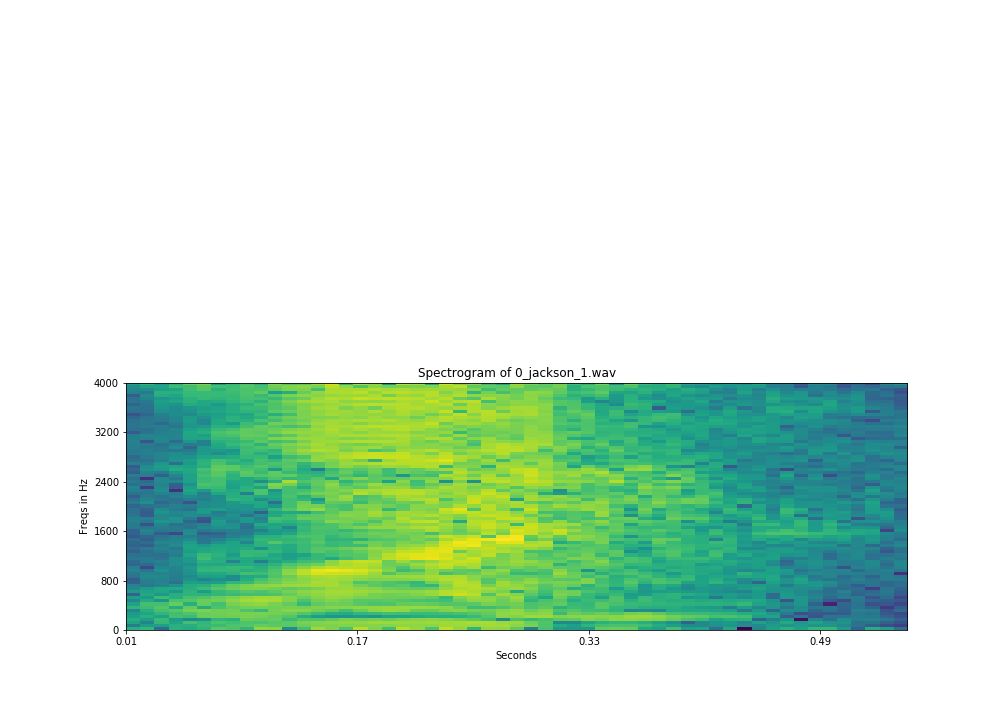 Spectrogram of 0_jackson_1.wav
4000
3200
2400
1600
800
0
Freqs in Hz
0.01 0.17 0.33 0.49
Seconds